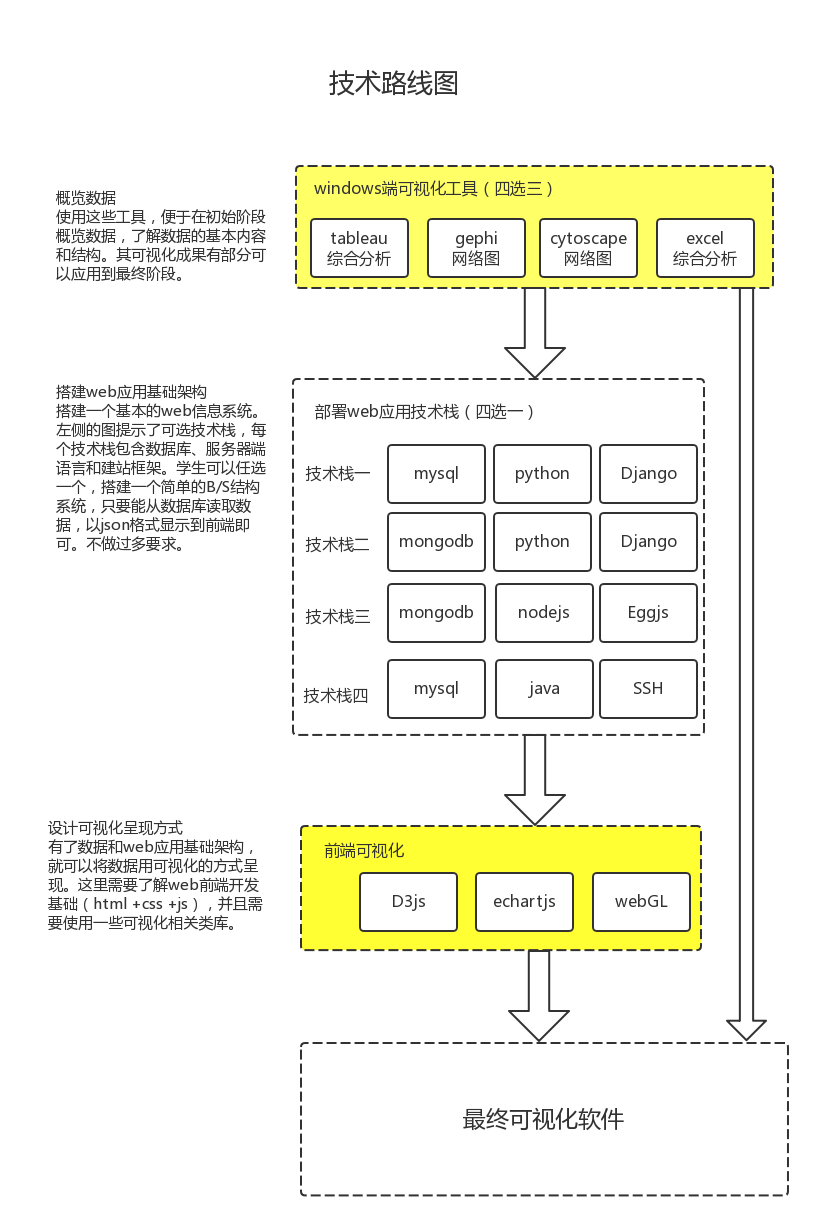 技术路线图
概览数据
使用这些工具，便于在初始阶段
概览数据，了解数据的基本内容
和结构。其可视化成果有部分可
以应用到最终阶段。
windows端可视化工具（四选三）
tableau
综合分析
gephi
网络图
cytoscape
网络图
excel
综合分析
搭建web应用基础架构
搭建一个基本的web信息系统。
左侧的图提示了可选技术栈，每
个技术栈包含数据库、服务器端
语言和建站框架。学生可以任选
一个，搭建一个简单的B/S结构
系统，只要能从数据库读取数
据，以json格式显示到前端即
可。不做过多要求。
部署web应用技术栈（四选一）
技术栈一 mysql python Django
技术栈二 mongodb python Django
技术栈三 mongodb nodejs Eggjs
技术栈四 mysql java SSH
设计可视化呈现方式
有了数据和web应用基础架构，
就可以将数据用可视化的方式呈
现。这里需要了解web前端开发
基础（html +css +js），并且需
要使用一些可视化相关类库。
前端可视化
D3js echartjs webGL
最终可视化软件